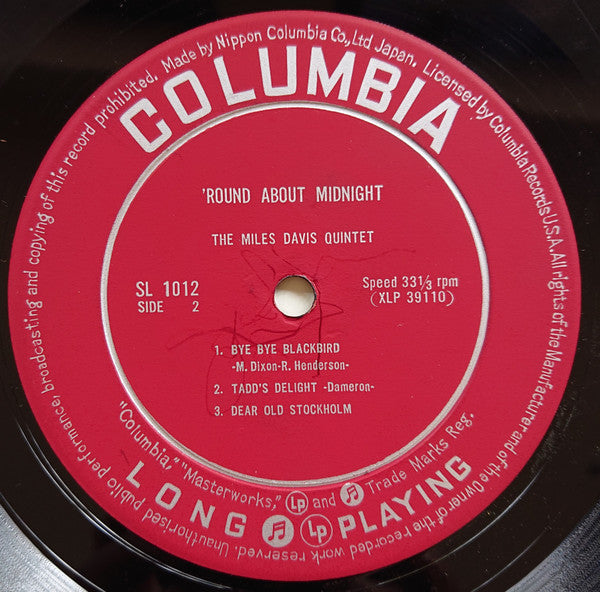 COLUMBIA
Made by Nippon Columbia Co., Ltd Japan. Licensed by Columbia Records U.S.A. All rights of the Manufacturer and of the Owner of the recorded work reserved. Unauthorised public performance, broadcasting and copying of this record prohibited.
'ROUND ABOUT MIDNIGHT
THE MILES DAVIS QUINTET
SL 1012
SIDE 2
Speed 33⅓ rpm
(XLP 39110)
1. BYE BYE BLACKBIRD
-M. Dixon-R. Henderson-
2. TADD'S DELIGHT -Dameron-
3. DEAR OLD STOCKHOLM
"Columbia," "Masterworks," LP and Trade Marks Reg.
LONG LP PLAYING